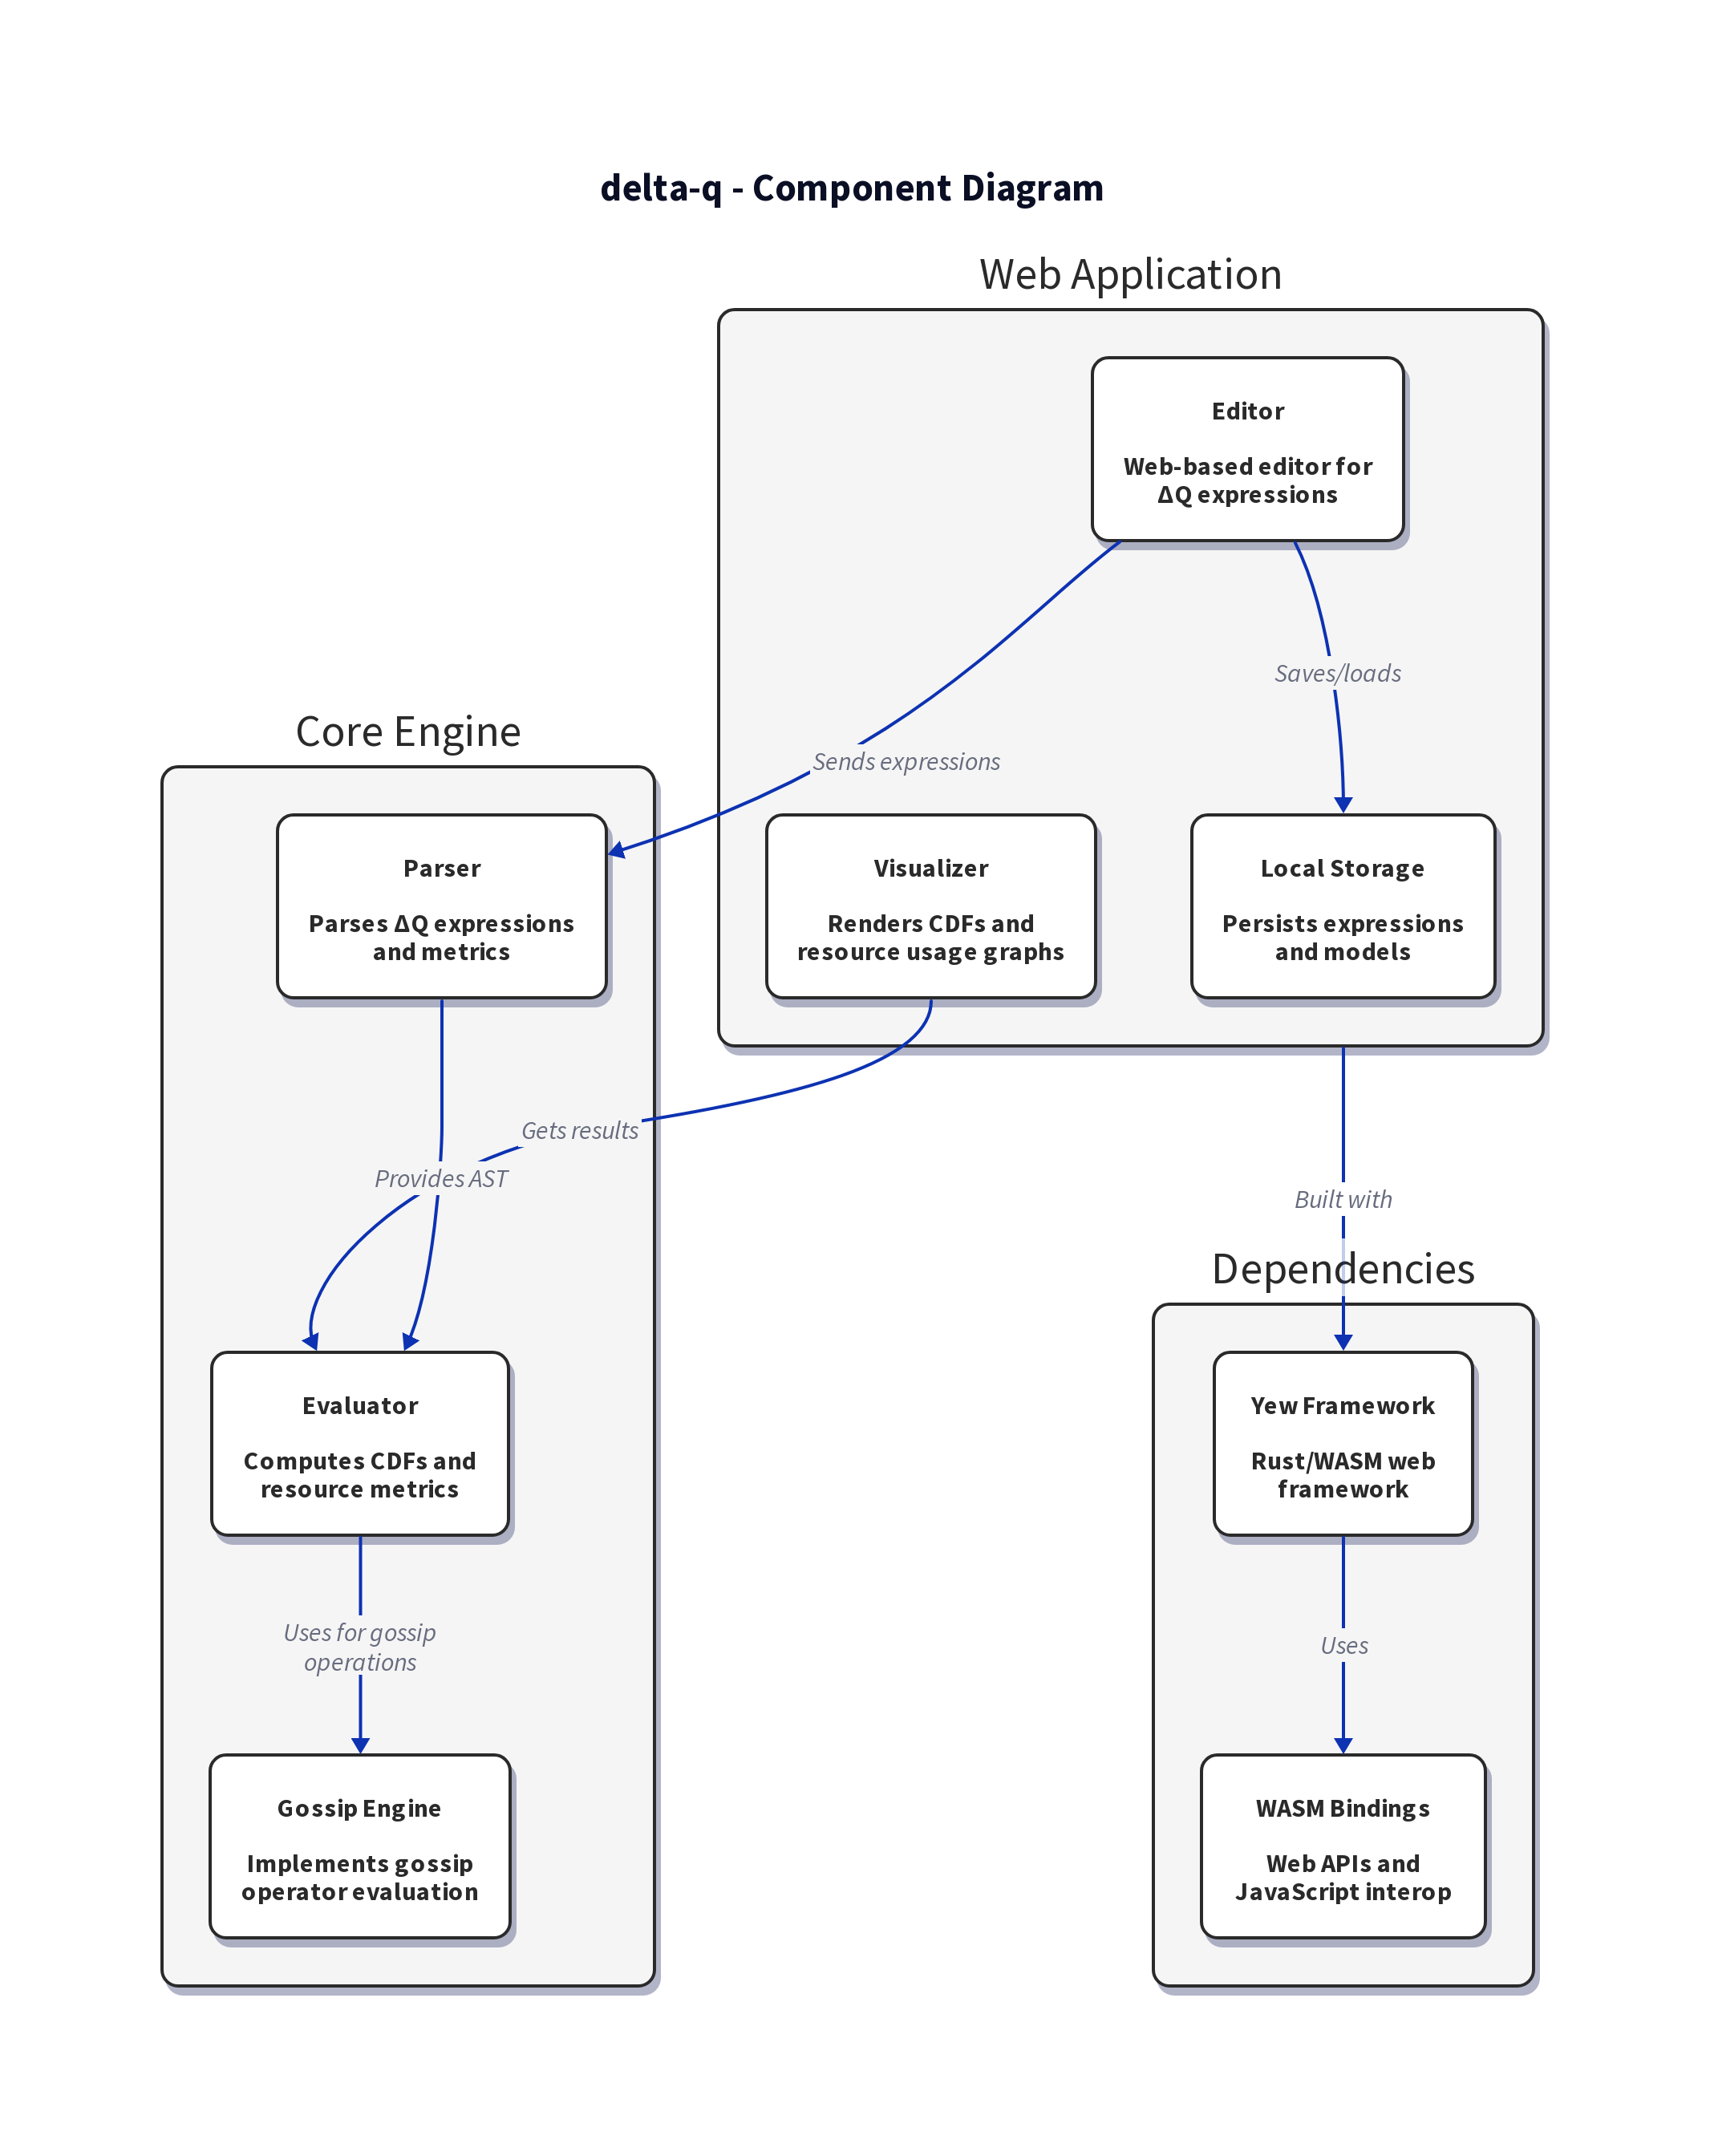 delta-q - Component Diagram
Web Application
Editor
Web-based editor for
ΔQ expressions
Saves/loads
Sends expressions
Core Engine
Parser
Parses ΔQ expressions
and metrics
Visualizer
Renders CDFs and
resource usage graphs
Local Storage
Persists expressions
and models
Gets results
Provides AST
Built with
Dependencies
Evaluator
Computes CDFs and
resource metrics
Yew Framework
Rust/WASM web
framework
Uses for gossip
operations
Uses
Gossip Engine
Implements gossip
operator evaluation
WASM Bindings
Web APIs and
JavaScript interop